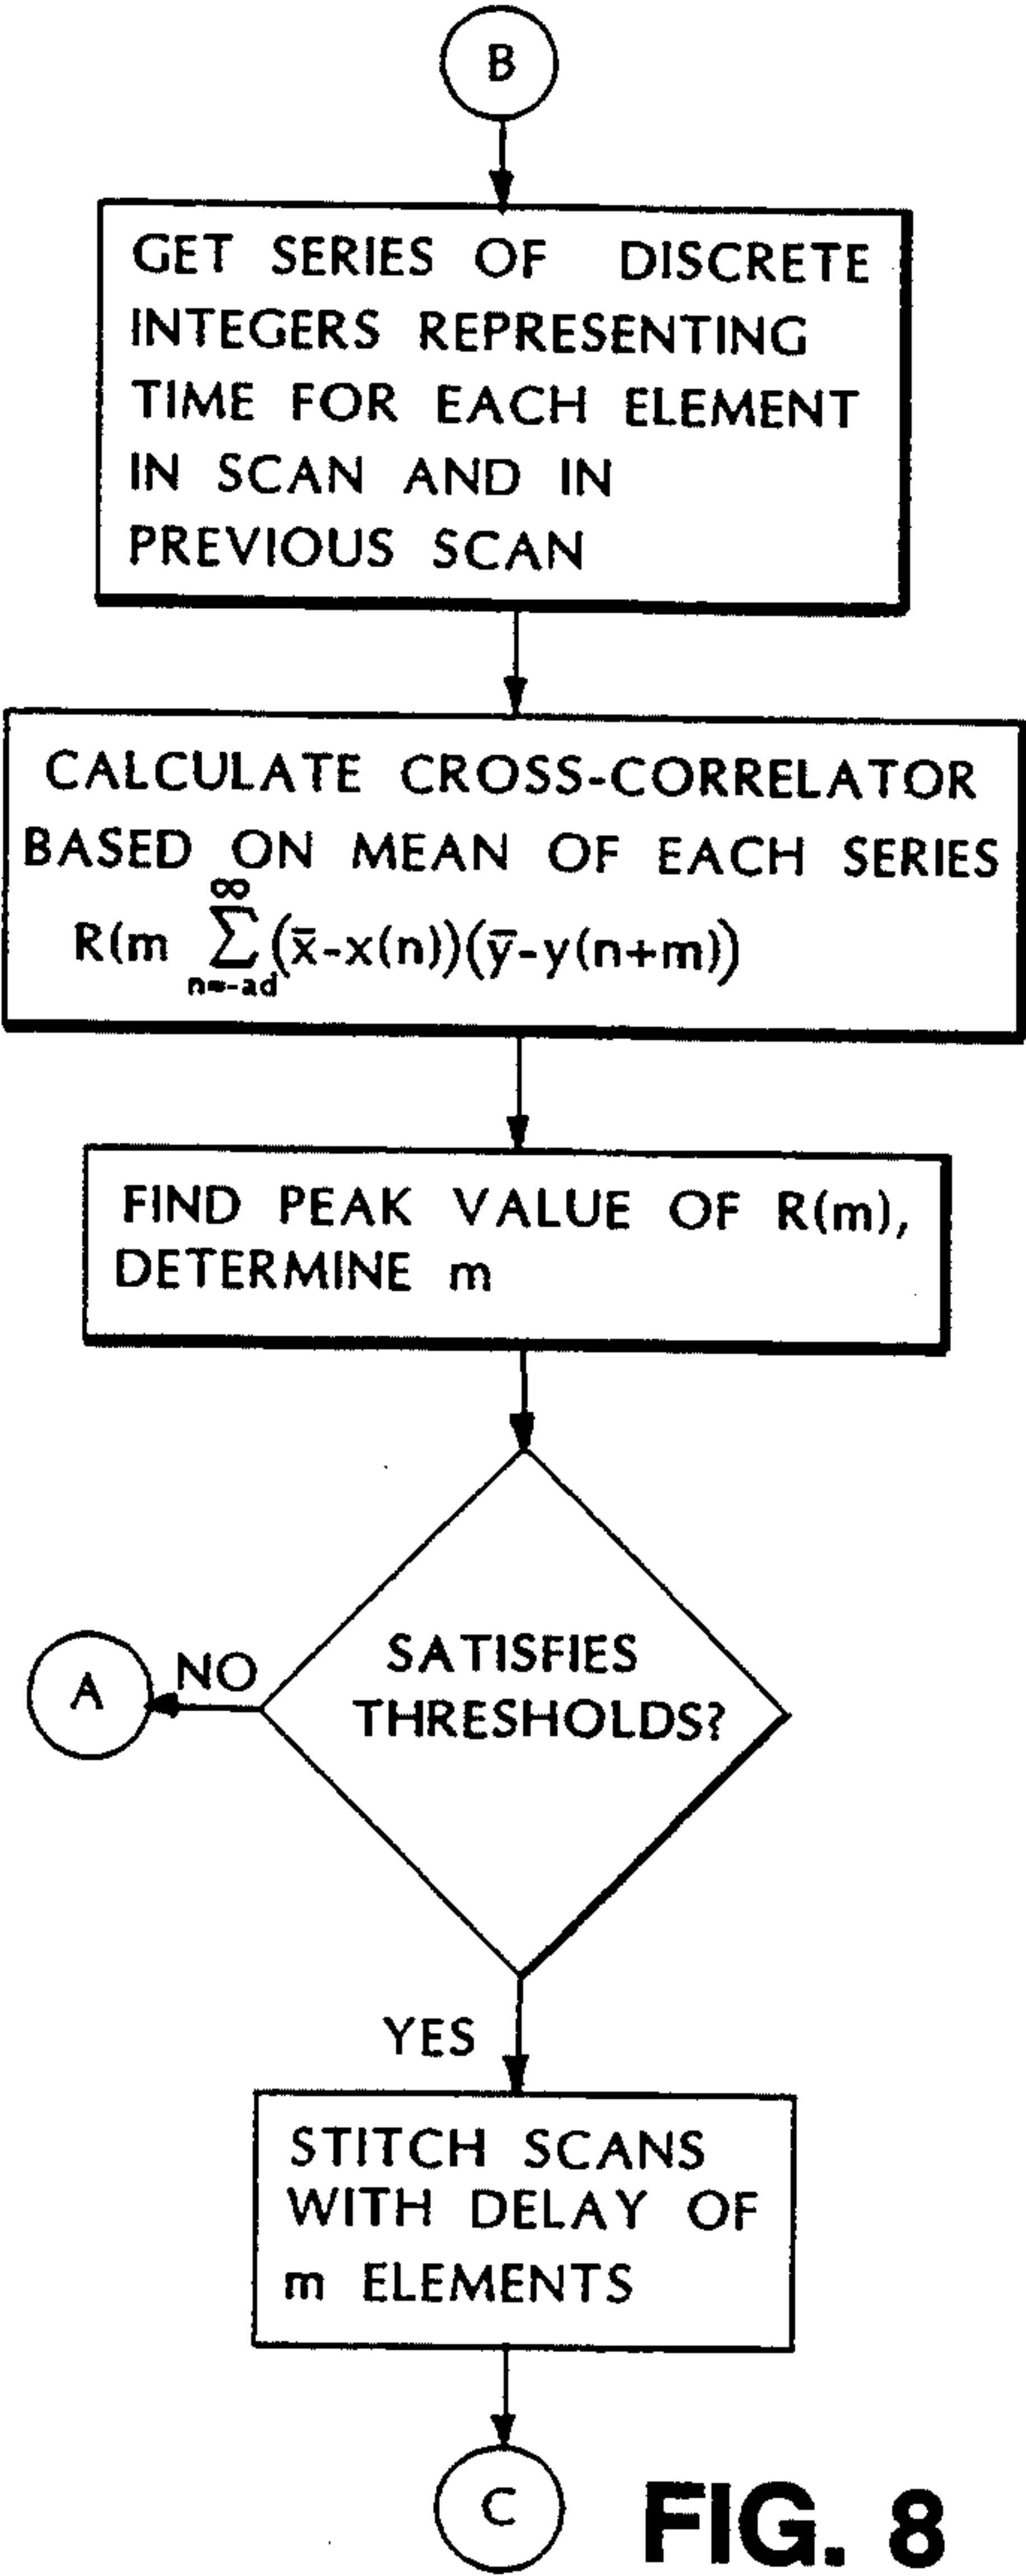 B
GET SERIES OF DISCRETE
INTEGERS REPRESENTING
TIME FOR EACH ELEMENT
IN SCAN AND IN
PREVIOUS SCAN
CALCULATE CROSS-CORRELATOR
BASED ON MEAN OF EACH SERIES
∞
R(m ∑(x̄-x(n))(ȳ-y(n+m))
n=-ad
FIND PEAK VALUE OF R(m),
DETERMINE m
SATISFIES
THRESHOLDS?
NO
A
YES
STITCH SCANS
WITH DELAY OF
m ELEMENTS
C
FIG. 8